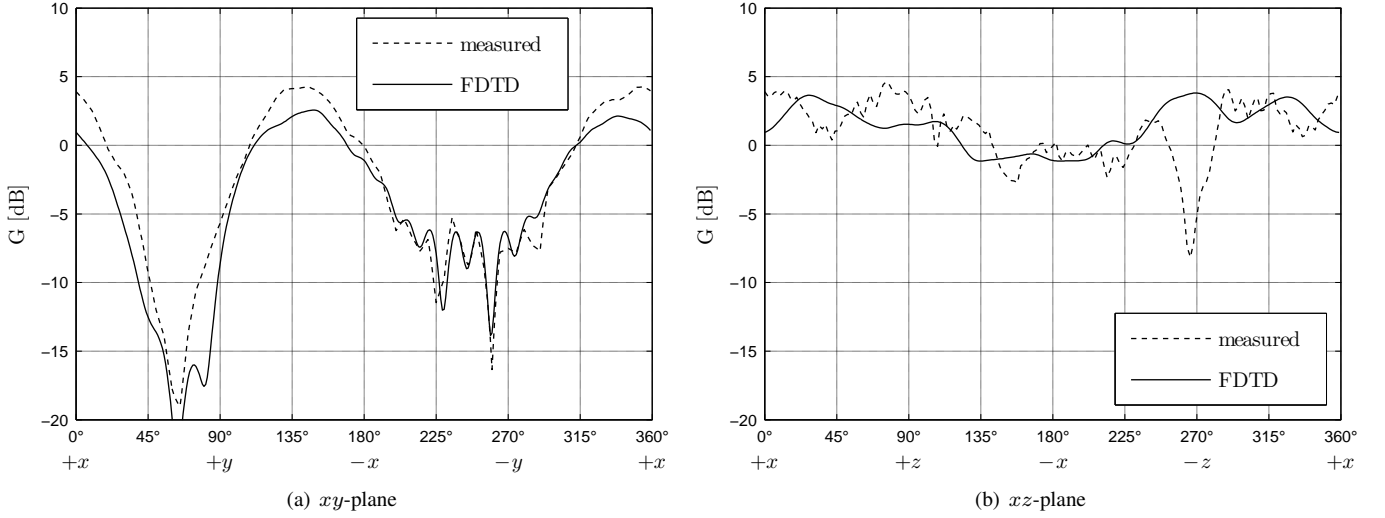 10
5
0
−5
−10
−15
−20
G [dB]
measured
FDTD
0° 45° 90° 135° 180° 225° 270° 315° 360°
+x +y −x −y +x
(a) xy-plane
10
5
0
−5
−10
−15
−20
G [dB]
measured
FDTD
0° 45° 90° 135° 180° 225° 270° 315° 360°
+x +z −x −z +x
(b) xz-plane